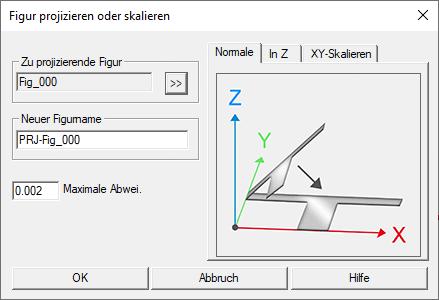 Figur projizieren oder skalieren
Normale In Z XY-Skalieren
Zu projizierende Figur
Fig_000 >>
Neuer Figurname
PRJ-Fig_000
0.002 Maximale Abwei.
Z
Y
X
OK Abbruch Hilfe